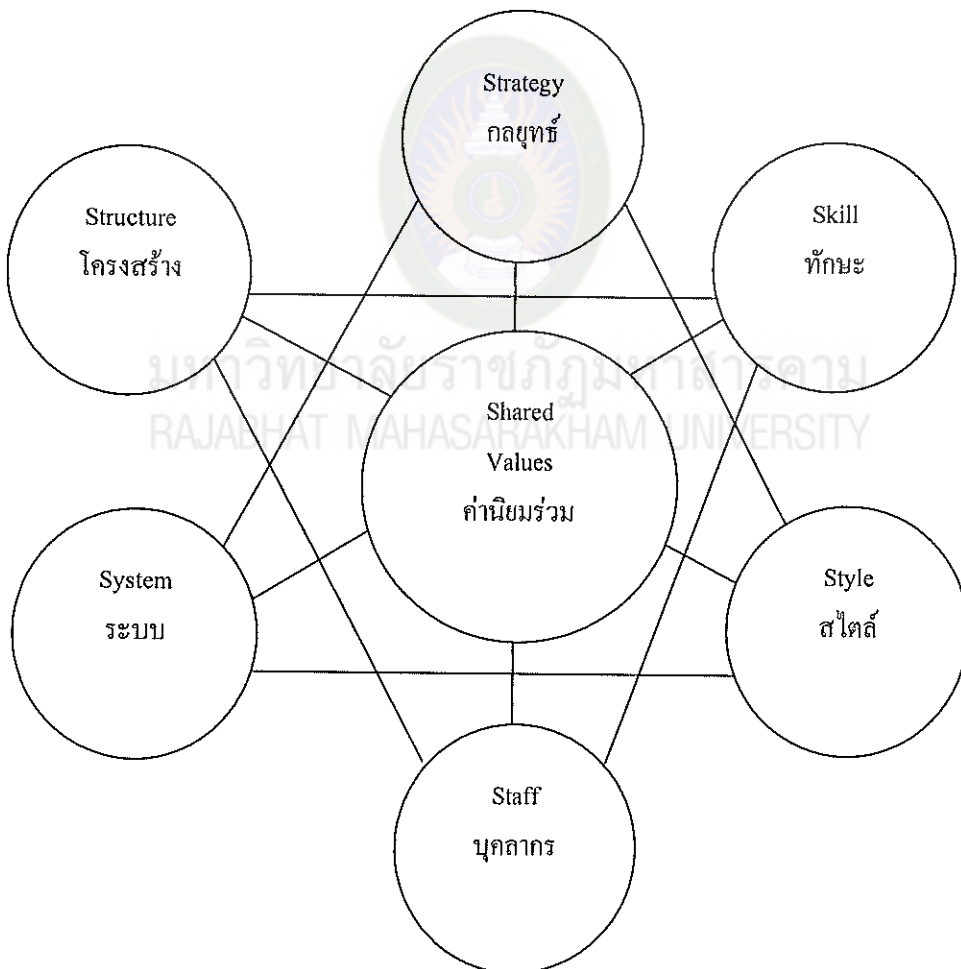 Strategy
กลยุทธ์
Structure
โครงสร้าง
Skill
ทักษะ
มหาวิทยาลัยราชภัฏมหาสารคาม
RAJABHAT MAHASARAKHAM UNIVERSITY
Shared
Values
ค่านิยมร่วม
System
ระบบ
Style
สไตล์
Staff
บุคลากร